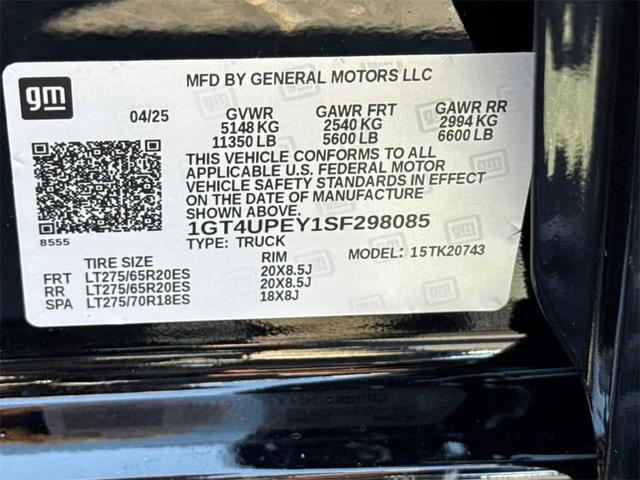 gm
MFD BY GENERAL MOTORS LLC
04/25 GVWR GAWR FRT GAWR RR
5148 KG 2540 KG 2994 KG
11350 LB 5600 LB 6600 LB
THIS VEHICLE CONFORMS TO ALL
APPLICABLE U.S. FEDERAL MOTOR
VEHICLE SAFETY STANDARDS IN EFFECT
ON THE DATE OF MANUFACTURE
SHOWN ABOVE.
8555
1GT4UPEY1SF298085
TYPE: TRUCK MODEL: 15TK20743
TIRE SIZE RIM
FRT LT275/65R20ES 20X8.5J
RR LT275/65R20ES 20X8.5J
SPA LT275/70R18ES 18X8J